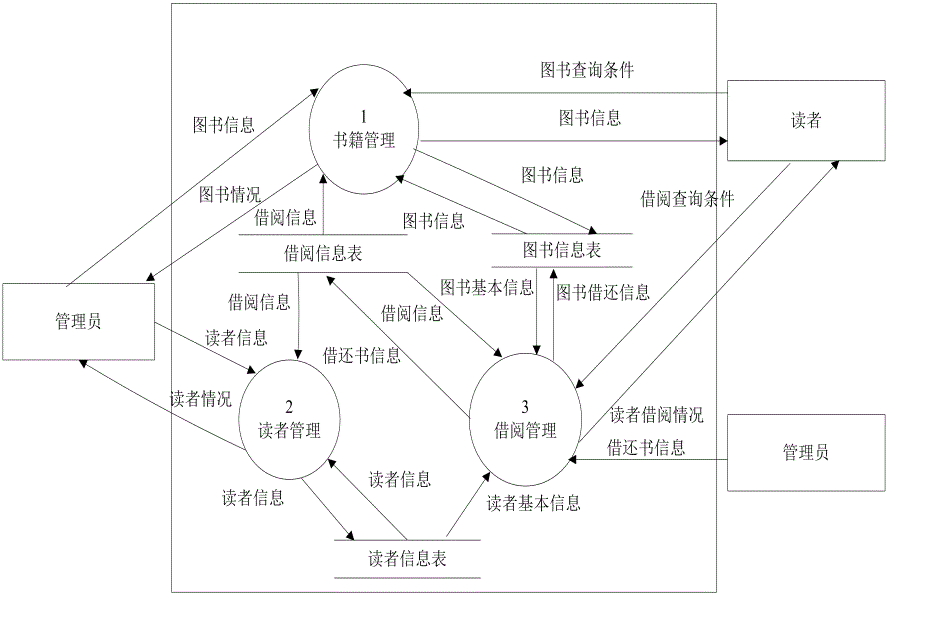 图书查询条件
1
书籍管理
图书信息
读者
图书信息
图书信息
图书情况
借阅查询条件
借阅信息
图书信息
借阅信息表
图书信息表
图书基本信息
图书借还信息
借阅信息
借阅信息
管理员
读者信息
借还书信息
读者情况
2
读者管理
3
借阅管理
读者借阅情况
借还书信息
管理员
读者信息
读者信息
读者基本信息
读者信息表